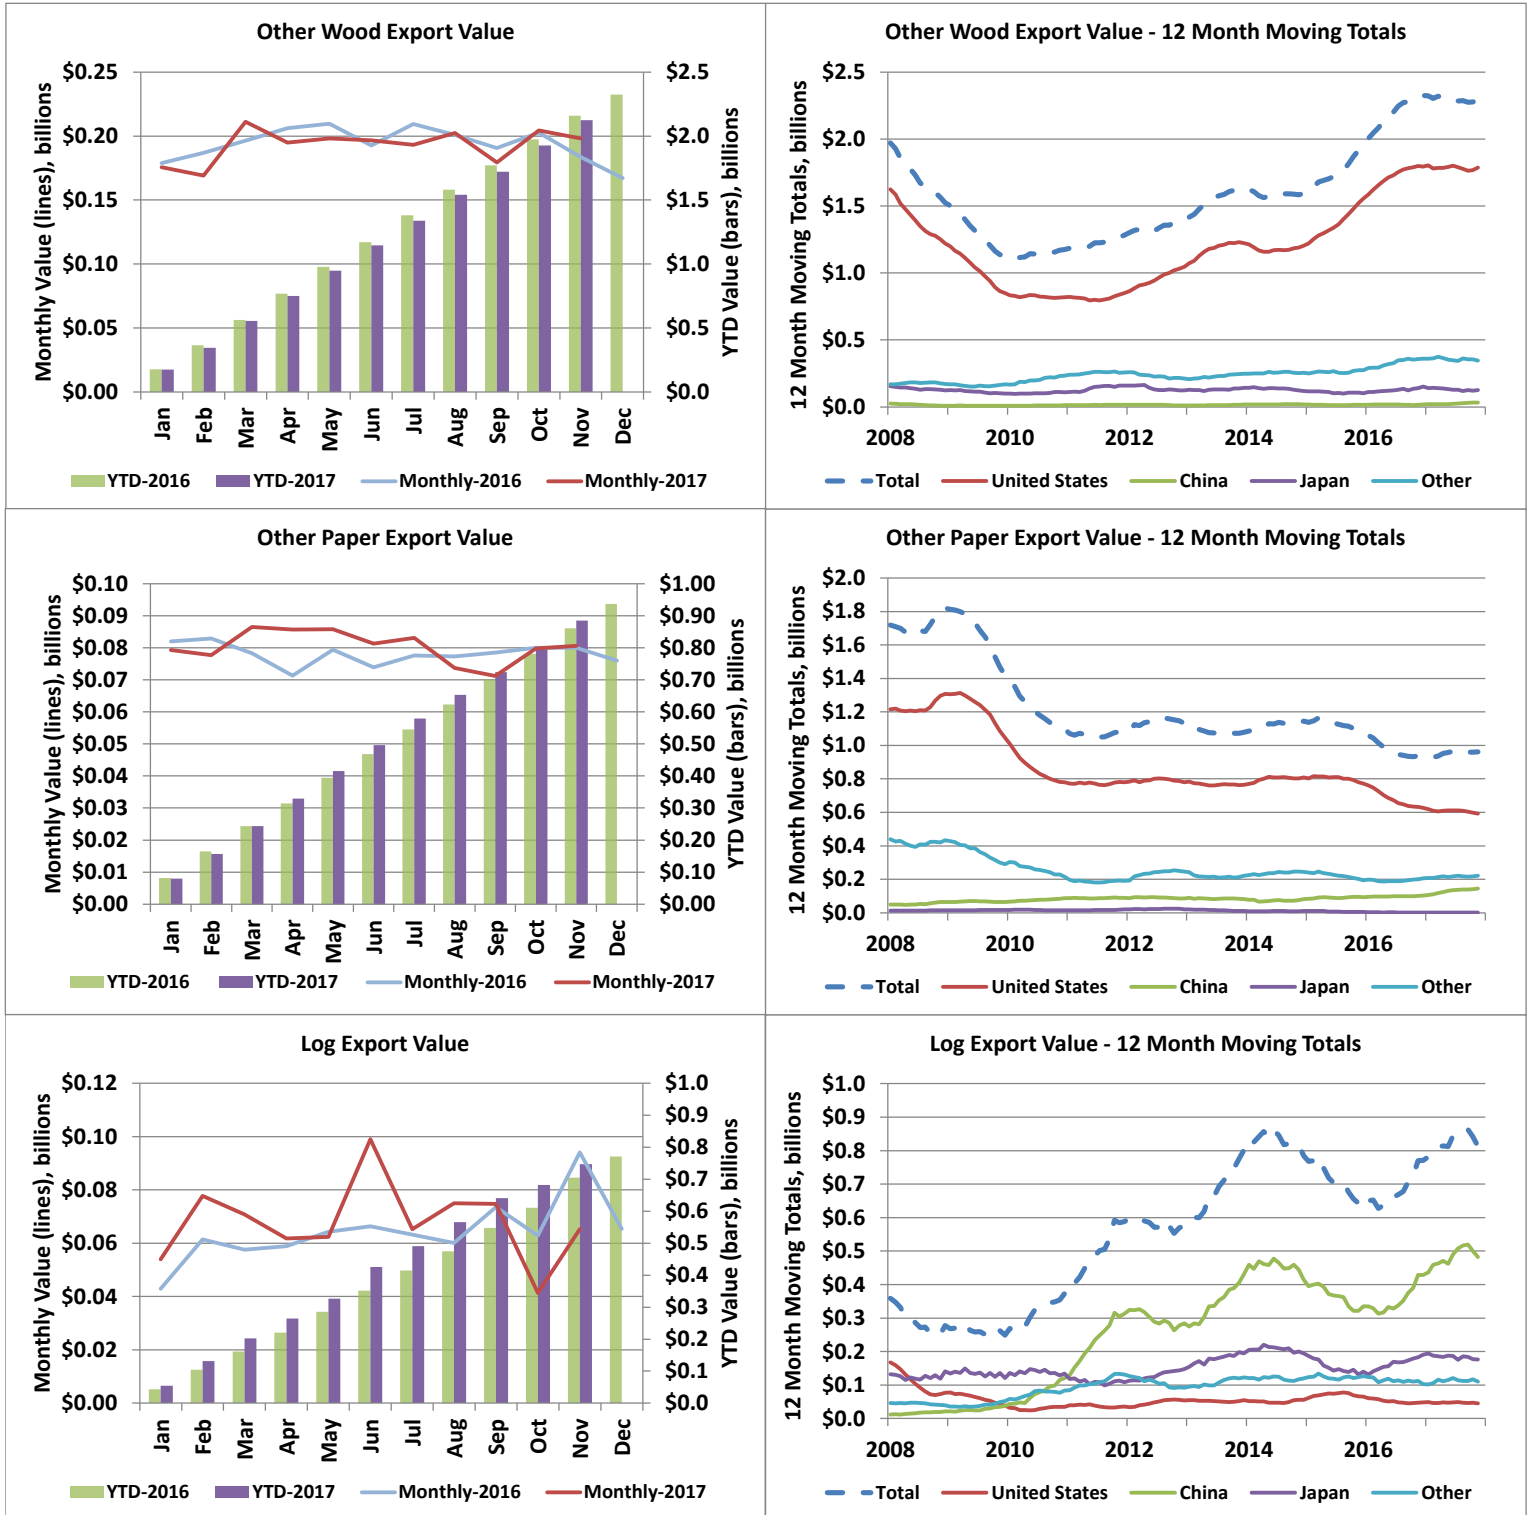 Other Wood Export Value
Monthly Value (lines), billions
$0.25
$0.20
$0.15
$0.10
$0.05
$0.00
$2.5
$2.0
$1.5
$1.0
$0.5
$0.0
YTD Value (bars), billions
Jan Feb Mar Apr May Jun Jul Aug Sep Oct Nov Dec
YTD-2016 YTD-2017 Monthly-2016 Monthly-2017
Other Wood Export Value - 12 Month Moving Totals
12 Month Moving Totals, billions
$2.5
$2.0
$1.5
$1.0
$0.5
$0.0
2008 2010 2012 2014 2016
Total United States China Japan Other
Other Paper Export Value
Monthly Value (lines), billions
$0.10
$0.09
$0.08
$0.07
$0.06
$0.05
$0.04
$0.03
$0.02
$0.01
$0.00
$1.00
$0.90
$0.80
$0.70
$0.60
$0.50
$0.40
$0.30
$0.20
$0.10
$0.00
YTD Value (bars), billions
Jan Feb Mar Apr May Jun Jul Aug Sep Oct Nov Dec
YTD-2016 YTD-2017 Monthly-2016 Monthly-2017
Other Paper Export Value - 12 Month Moving Totals
12 Month Moving Totals, billions
$2.0
$1.8
$1.6
$1.4
$1.2
$1.0
$0.8
$0.6
$0.4
$0.2
$0.0
2008 2010 2012 2014 2016
Total United States China Japan Other
Log Export Value
Monthly Value (lines), billions
$0.12
$0.10
$0.08
$0.06
$0.04
$0.02
$0.00
$1.0
$0.9
$0.8
$0.7
$0.6
$0.5
$0.4
$0.3
$0.2
$0.1
$0.0
YTD Value (bars), billions
Jan Feb Mar Apr May Jun Jul Aug Sep Oct Nov Dec
YTD-2016 YTD-2017 Monthly-2016 Monthly-2017
Log Export Value - 12 Month Moving Totals
12 Month Moving Totals, billions
$1.0
$0.9
$0.8
$0.7
$0.6
$0.5
$0.4
$0.3
$0.2
$0.1
$0.0
2008 2010 2012 2014 2016
Total United States China Japan Other